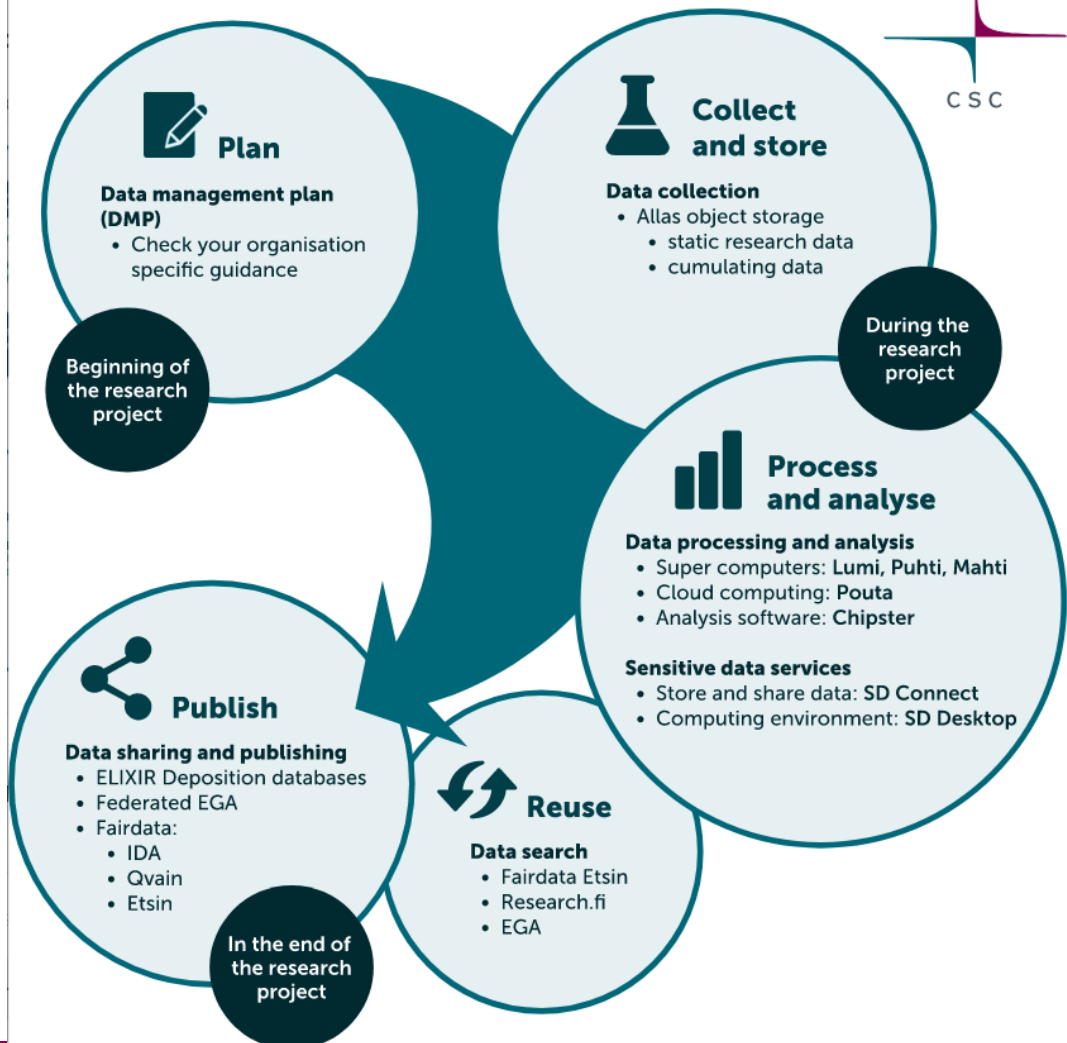 CSC
Plan
Data management plan
(DMP)
• Check your organisation
specific guidance
Beginning of
the research
project
Collect
and store
Data collection
• Allas object storage
• static research data
• cumulating data
During the
research
project
Process
and analyse
Data processing and analysis
• Super computers: Lumi, Puhti, Mahti
• Cloud computing: Pouta
• Analysis software: Chipster
Sensitive data services
• Store and share data: SD Connect
• Computing environment: SD Desktop
Publish
Data sharing and publishing
• ELIXIR Deposition databases
• Federated EGA
• Fairdata:
• IDA
• Qvain
• Etsin
In the end of
the research
project
Reuse
Data search
• Fairdata Etsin
• Research.fi
• EGA